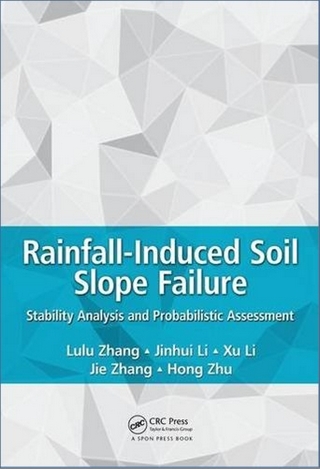 Rainfall-Induced Soil
Slope Failure
Stability Analysis and Probabilistic Assessment
Lulu Zhang ▲ Jinhui Li ▲ Xu Li
Jie Zhang ▲ Hong Zhu
CRC
CRC Press
Taylor & Francis Group
A SPON PRESS BOOK